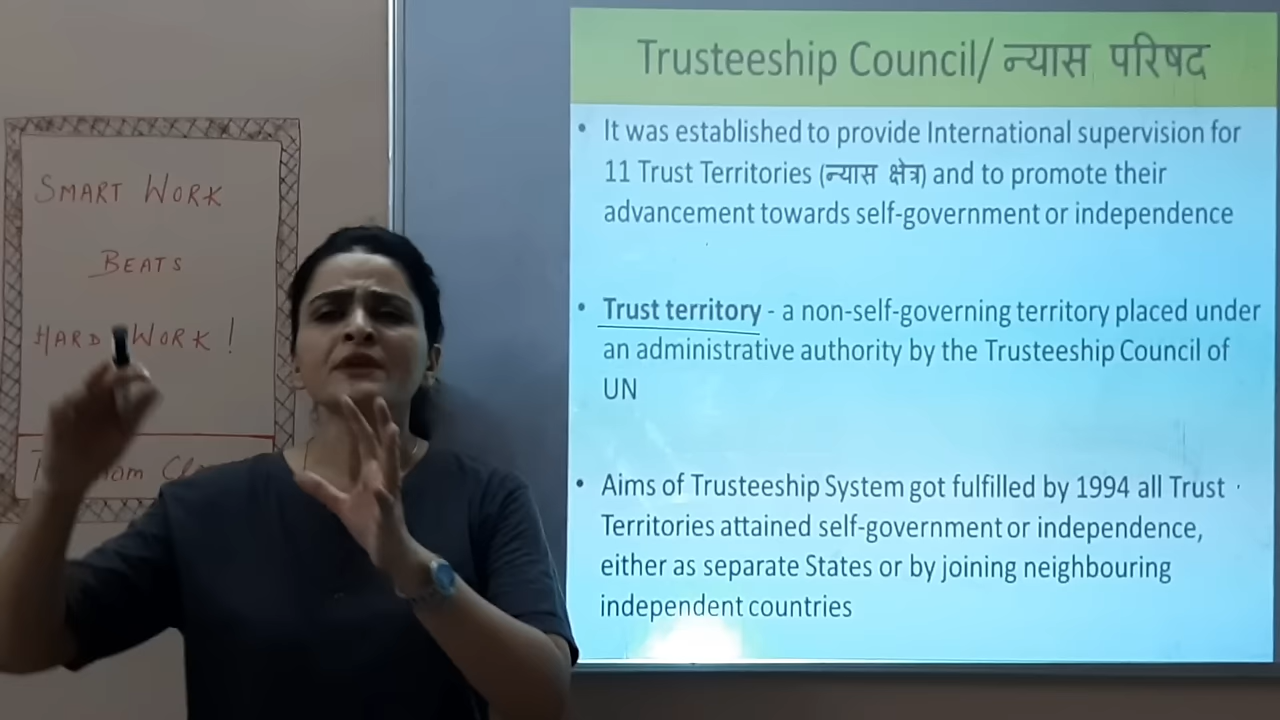 SMART WORK
BEATS
HARD WORK!
Trusteeship Council/ न्यास परिषद
• It was established to provide International supervision for
11 Trust Territories (न्यास क्षेत्र) and to promote their
advancement towards self-government or independence
• Trust territory - a non-self-governing territory placed under
an administrative authority by the Trusteeship Council of
UN
• Aims of Trusteeship System got fulfilled by 1994 all Trust
Territories attained self-government or independence,
either as separate States or by joining neighbouring
independent countries